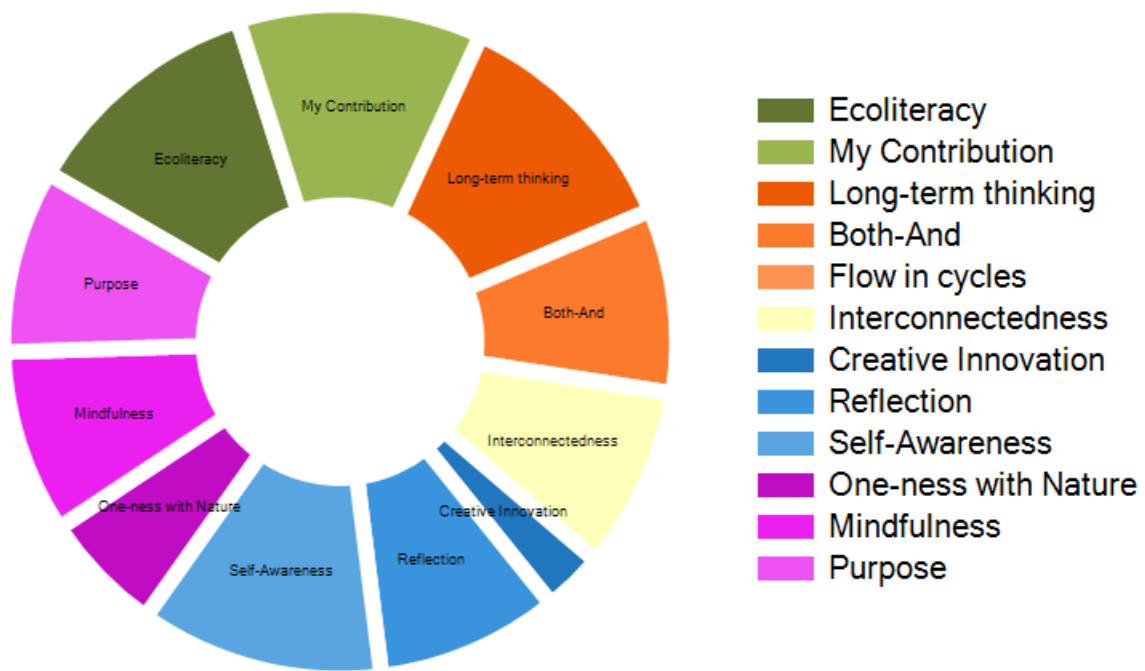 My Contribution
Ecoliteracy
Long-term thinking
Purpose
Both-And
Mindfulness
Interconnectedness
One-ness with Nature
Creative Innovation
Self-Awareness
Reflection
Ecoliteracy
My Contribution
Long-term thinking
Both-And
Flow in cycles
Interconnectedness
Creative Innovation
Reflection
Self-Awareness
One-ness with Nature
Mindfulness
Purpose